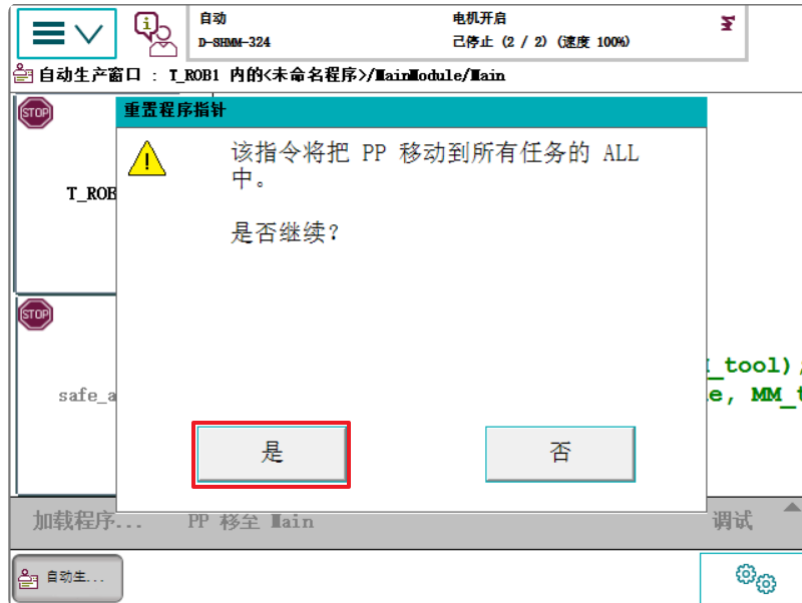 自动
D-SHMM-324
电机开启
已停止 (2 / 2) (速度 100%)
自动生产窗口 : T_ROB1 内的<未命名程序>/MainModule/Main
STOP
重置程序指针
该指令将把 PP 移动到所有任务的 ALL
中。
T_ROB
是否继续?
STOP
_tool);
safe_a
e, MM_t
是
否
加载程序...
PP 移至 Main
调试
自动生...